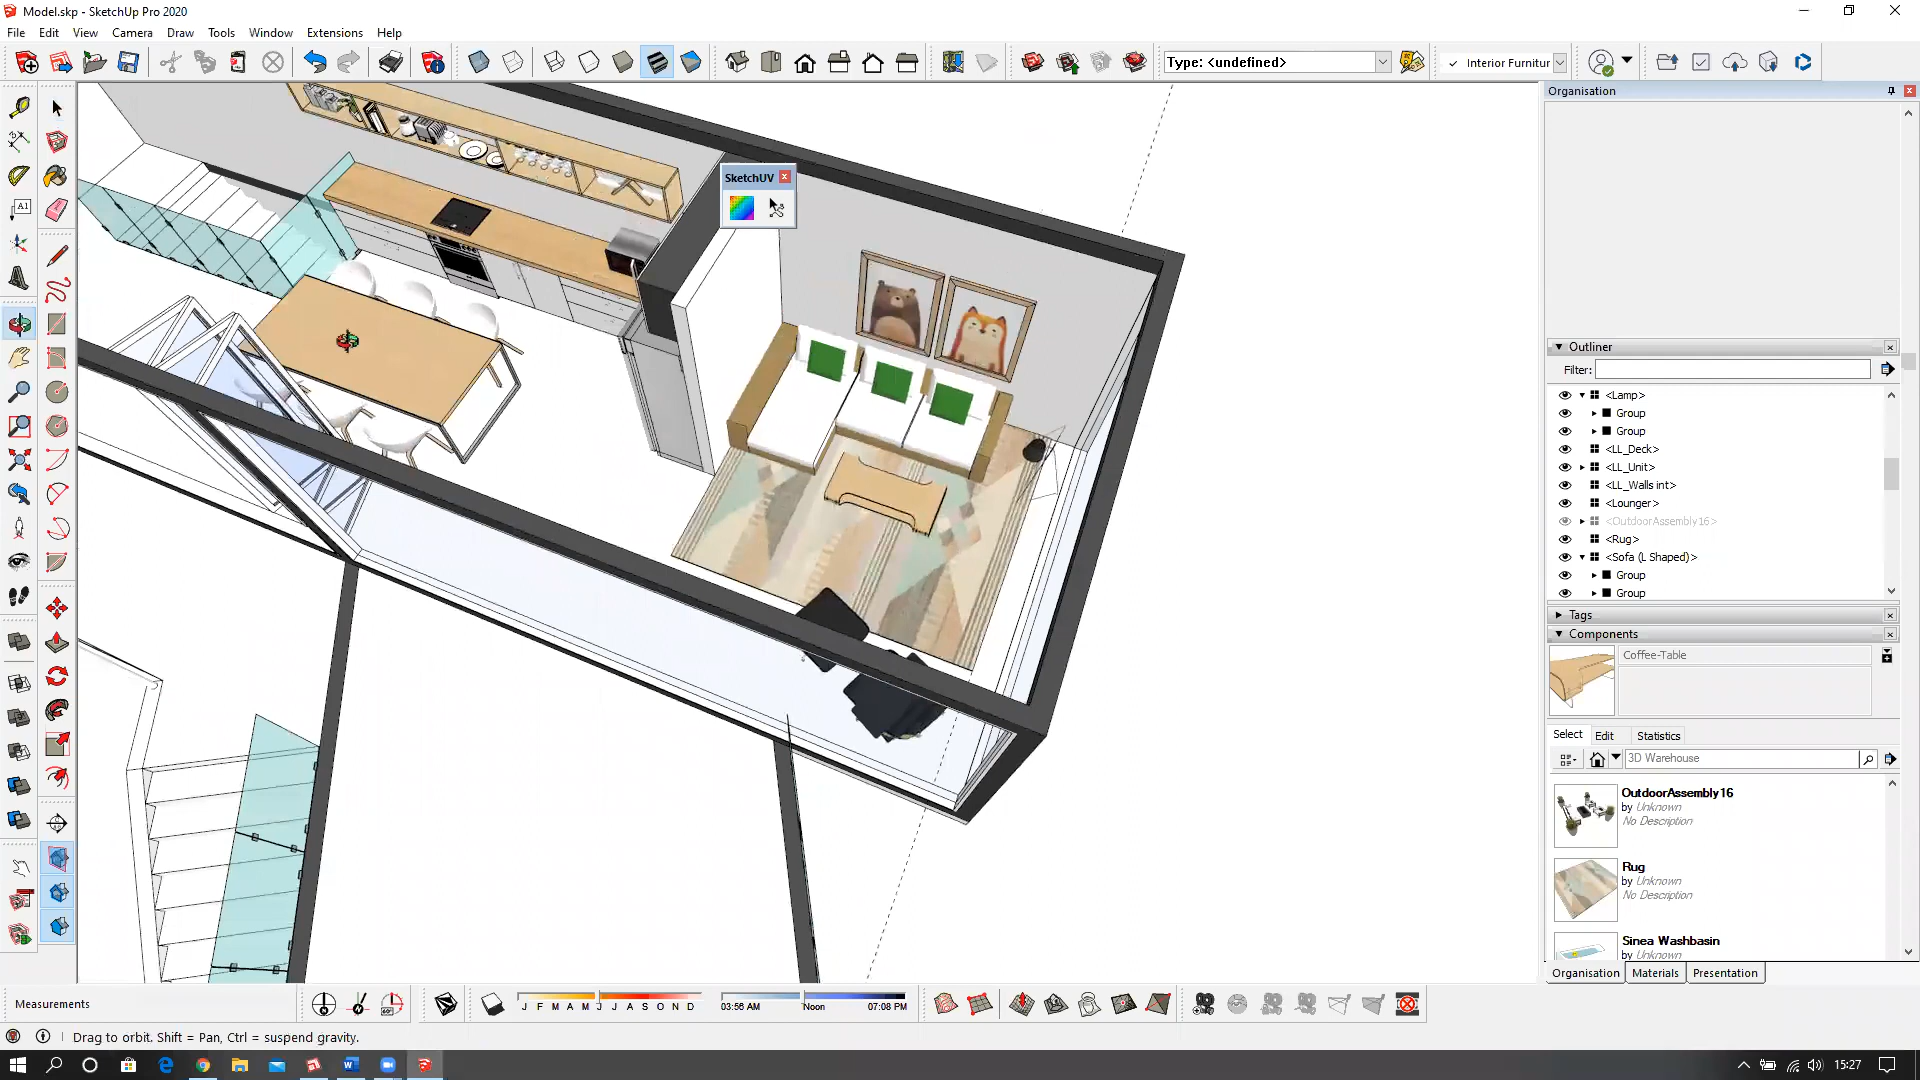 Model.skp - SketchUp Pro 2020
File Edit View Camera Draw Tools Window Extensions Help
Type: <undefined>
Interior Furnitur
Organisation
SketchUV
A1
Outliner
Filter:
<Lamp>
Group
Group
<LL_Deck>
<LL_Unit>
<LL_Walls int>
<Lounger>
<OutdoorAssembly16>
<Rug>
<Sofa (L Shaped)>
Group
Group
Tags
Components
Coffee-Table
Select Edit Statistics
3D Warehouse
OutdoorAssembly16
by Unknown
No Description
Rug
by Unknown
No Description
Sinea Washbasin
by Unknown
Organisation Materials Presentation
Measurements
J F M A M J J A S O N D
03:56 AM Noon 07:08 PM
Drag to orbit. Shift = Pan, Ctrl = suspend gravity.
15:27